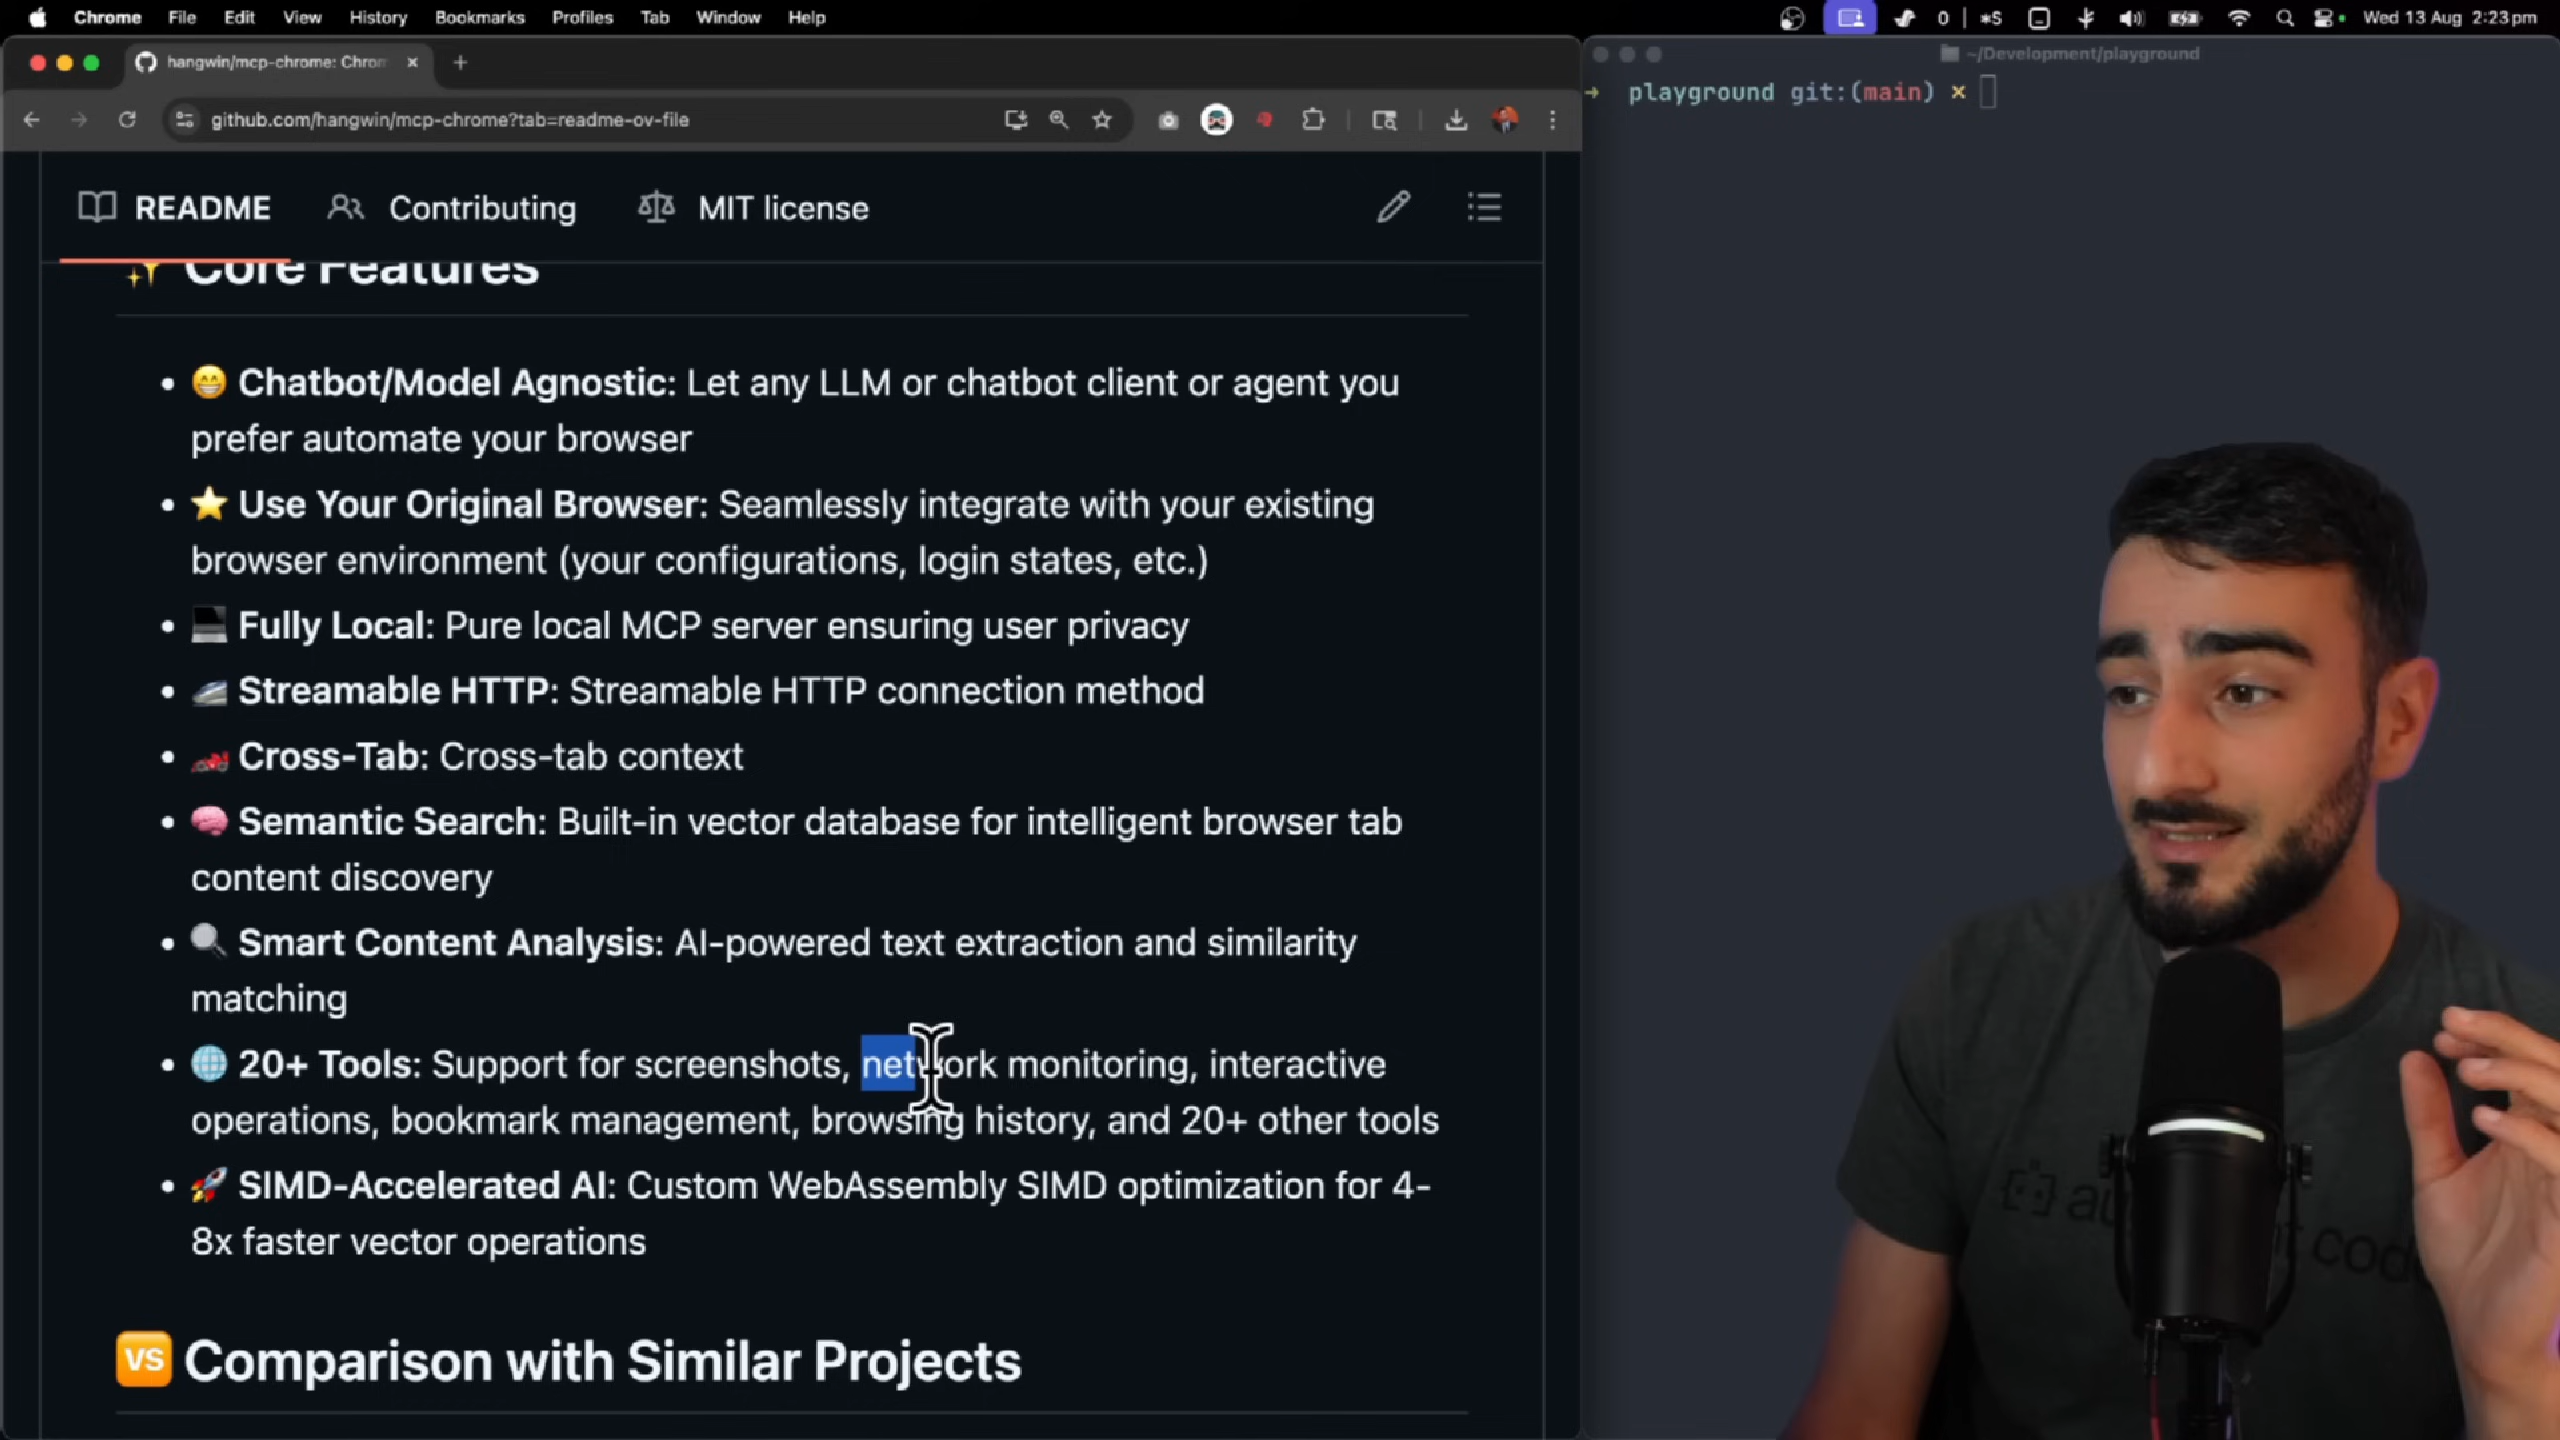 Chrome File Edit View History Bookmarks Profiles Tab Window Help
0 Wed 13 Aug 2:23pm
hangwin/mcp-chrome: Chrom
~/Development/playground
github.com/hangwin/mcp-chrome?tab=readme-ov-file
➜ playground git:(main) ×
README Contributing MIT license
✨ Core Features
• 😁 Chatbot/Model Agnostic: Let any LLM or chatbot client or agent you
prefer automate your browser
• ⭐ Use Your Original Browser: Seamlessly integrate with your existing
browser environment (your configurations, login states, etc.)
• 💻 Fully Local: Pure local MCP server ensuring user privacy
• 🚄 Streamable HTTP: Streamable HTTP connection method
• 🏎 Cross-Tab: Cross-tab context
• 🧠 Semantic Search: Built-in vector database for intelligent browser tab
content discovery
• 🔍 Smart Content Analysis: AI-powered text extraction and similarity
matching
• 🌐 20+ Tools: Support for screenshots, network monitoring, interactive
operations, bookmark management, browsing history, and 20+ other tools
• 🚀 SIMD-Accelerated AI: Custom WebAssembly SIMD optimization for 4-
8x faster vector operations
🆚 Comparison with Similar Projects